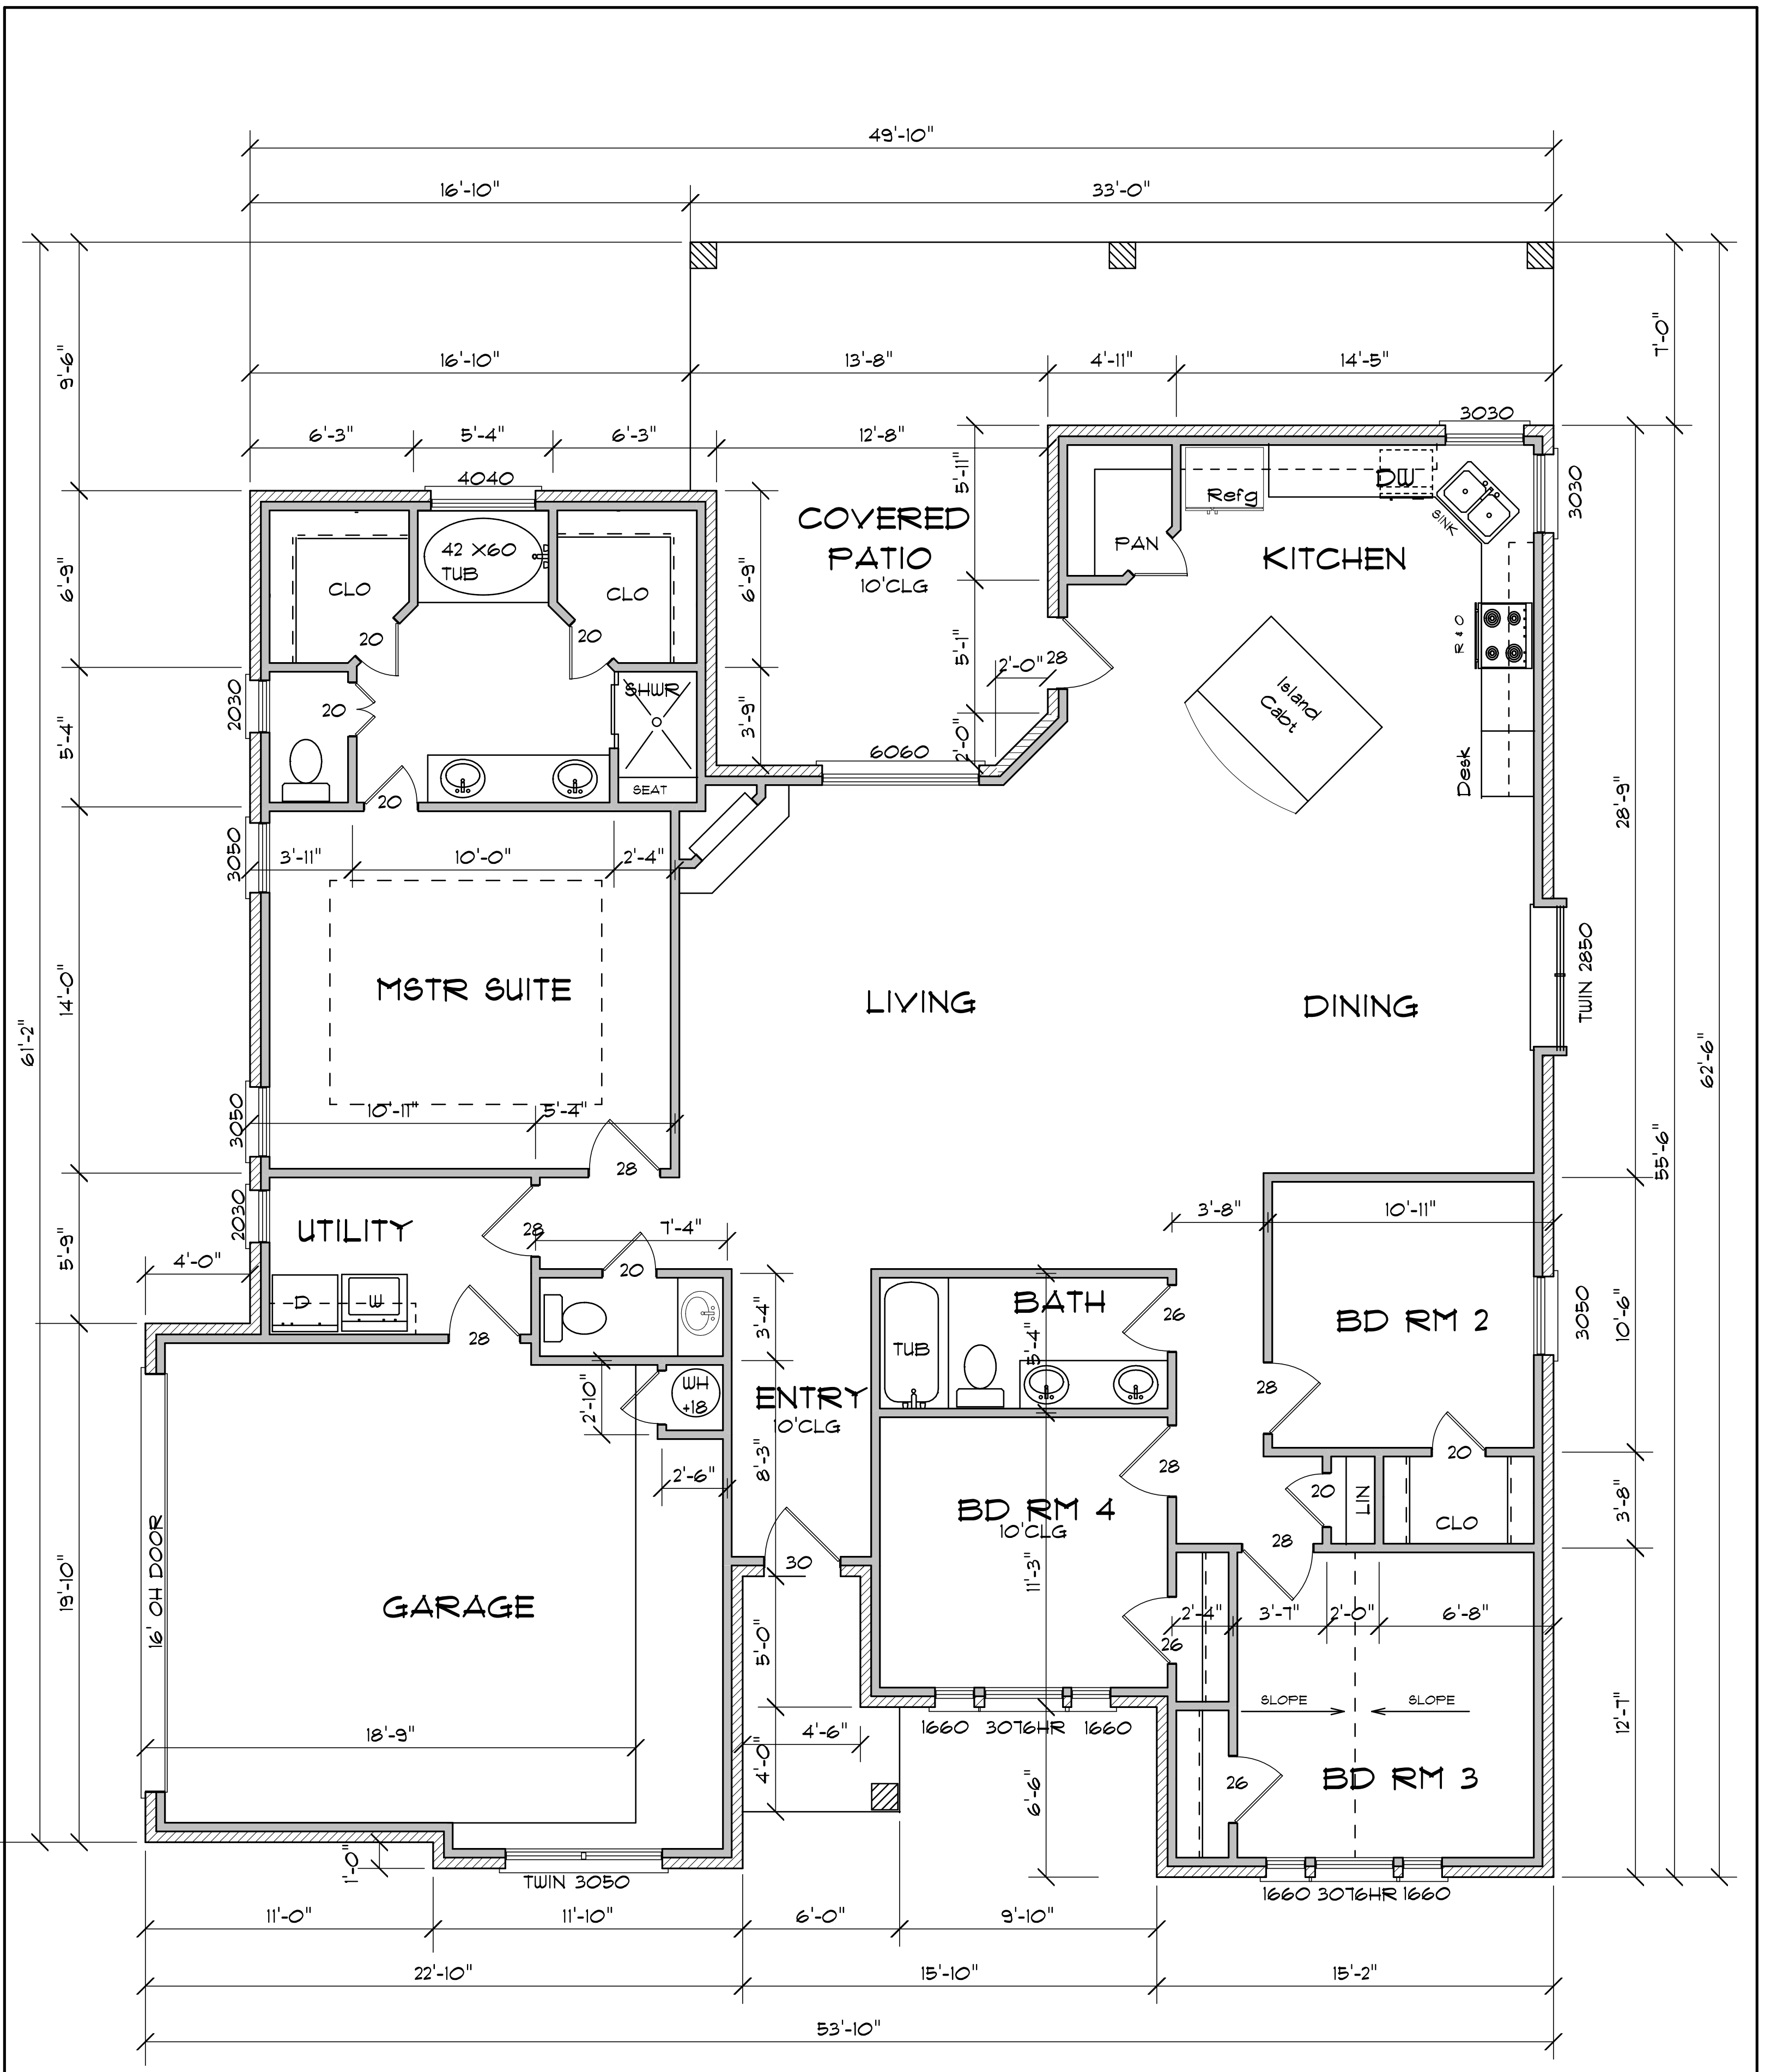 49'-10"
16'-10" 33'-0"
9'-6"
7'-0"
16'-10" 13'-8" 4'-11" 14'-5"
6'-3" 5'-4" 6'-3" 12'-8"
3030
5'-11"
4040
3030
COVERED
PATIO
10'CLG
Refg
DW
SINK
PAN
KITCHEN
42 X60
TUB
CLO
CLO
6'-9"
6'-9"
20
20
5'-1"
2'-0"
28
R & O
Island
Cabt
2030
20
SHWR
3'-9"
5'-4"
2'-0"
6060
Desk
SEAT
20
28'-9"
3050
3'-11" 10'-0" 2'-4"
TWIN 2850
MSTR SUITE
LIVING
DINING
14'-0"
61'-2"
62'-6"
55'-6"
3050
10'-11" 5'-4"
28
2030
UTILITY
28
7'-4"
3'-8" 10'-11"
5'-9"
4'-0"
20
D
W
28
3'-4"
BATH
26
TUB
5'-4"
BD RM 2
3050
10'-6"
2'-10"
WH
+18
ENTRY
10'CLG
28
2'-6"
8'-3"
28
20
BD RM 4
10'CLG
20
LIN
CLO
3'-8"
16' OH DOOR
30
28
11'-3"
19'-10"
GARAGE
5'-0"
2'-4" 3'-7" 2'-0" 6'-8"
26
SLOPE SLOPE
18'-9"
4'-6"
1660 3076HR 1660
12'-7"
4'-0"
6'-6"
26
BD RM 3
1'-0"
TWIN 3050
1660 3076HR 1660
11'-0" 11'-10" 6'-0" 9'-10"
22'-10" 15'-10" 15'-2"
53'-10"